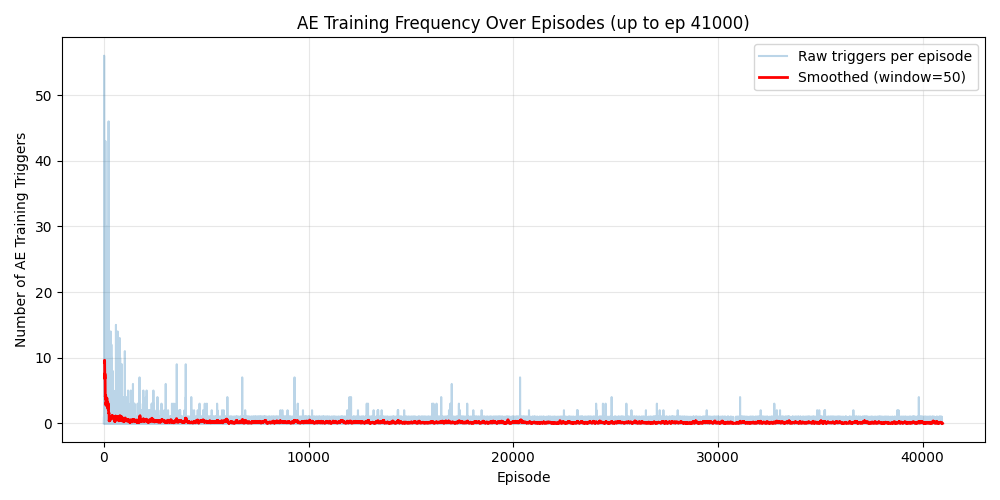 AE Training Frequency Over Episodes (up to ep 41000)
Raw triggers per episode
Smoothed (window=50)
Number of AE Training Triggers
50
40
30
20
10
0
0 10000 20000 30000 40000
Episode